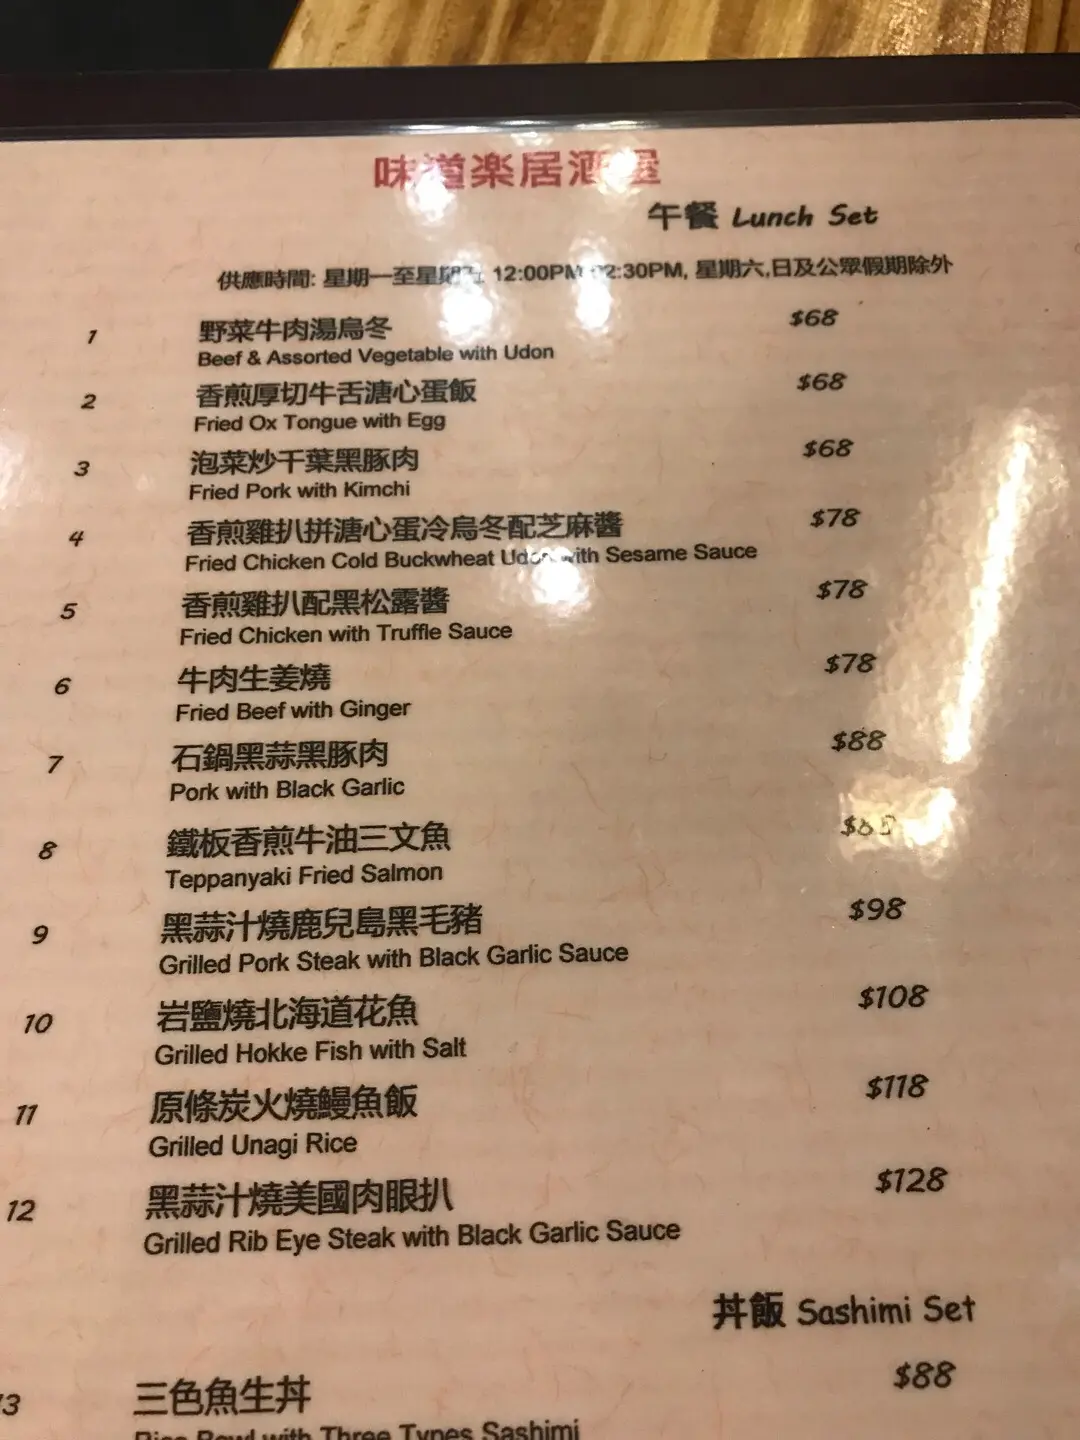 味道楽居酒屋
午餐 Lunch Set
供應時間: 星期一至星期五 12:00PM-02:30PM, 星期六,日及公眾假期除外
1 野菜牛肉湯烏冬 $68
Beef & Assorted Vegetable with Udon
2 香煎厚切牛舌溏心蛋飯 $68
Fried Ox Tongue with Egg
3 泡菜炒千葉黑豚肉 $68
Fried Pork with Kimchi
4 香煎雞扒拼溏心蛋冷烏冬配芝麻醬 $78
Fried Chicken Cold Buckwheat Udon with Sesame Sauce
5 香煎雞扒配黑松露醬 $78
Fried Chicken with Truffle Sauce
6 牛肉生姜燒 $78
Fried Beef with Ginger
7 石鍋黑蒜黑豚肉 $88
Pork with Black Garlic
8 鐵板香煎牛油三文魚
Teppanyaki Fried Salmon
9 黑蒜汁燒鹿兒島黑毛豬 $98
Grilled Pork Steak with Black Garlic Sauce
10 岩鹽燒北海道花魚 $108
Grilled Hokke Fish with Salt
11 原條炭火燒鰻魚飯 $118
Grilled Unagi Rice
12 黑蒜汁燒美國肉眼扒 $128
Grilled Rib Eye Steak with Black Garlic Sauce
丼飯 Sashimi Set
13 三色魚生丼 $88
Rice Bowl with Three Types Sashimi